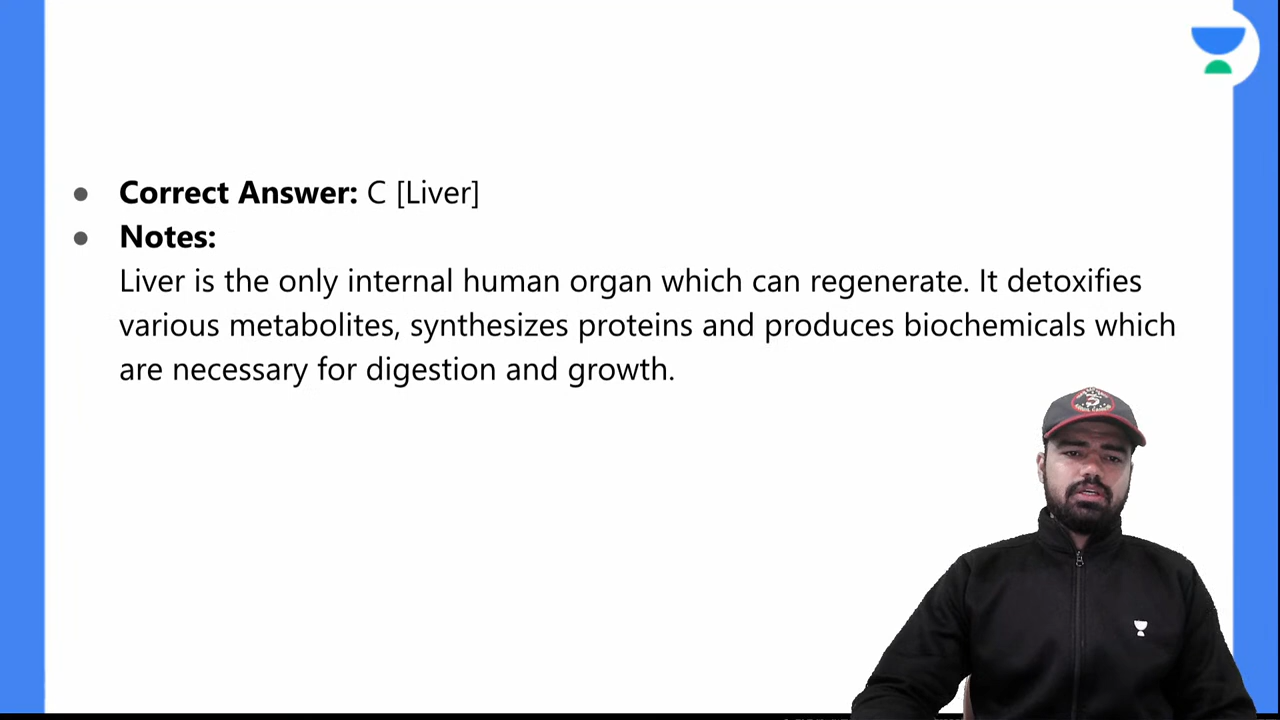 Correct Answer: C [Liver]
Notes:
Liver is the only internal human organ which can regenerate. It detoxifies
various metabolites, synthesizes proteins and produces biochemicals which
are necessary for digestion and growth.